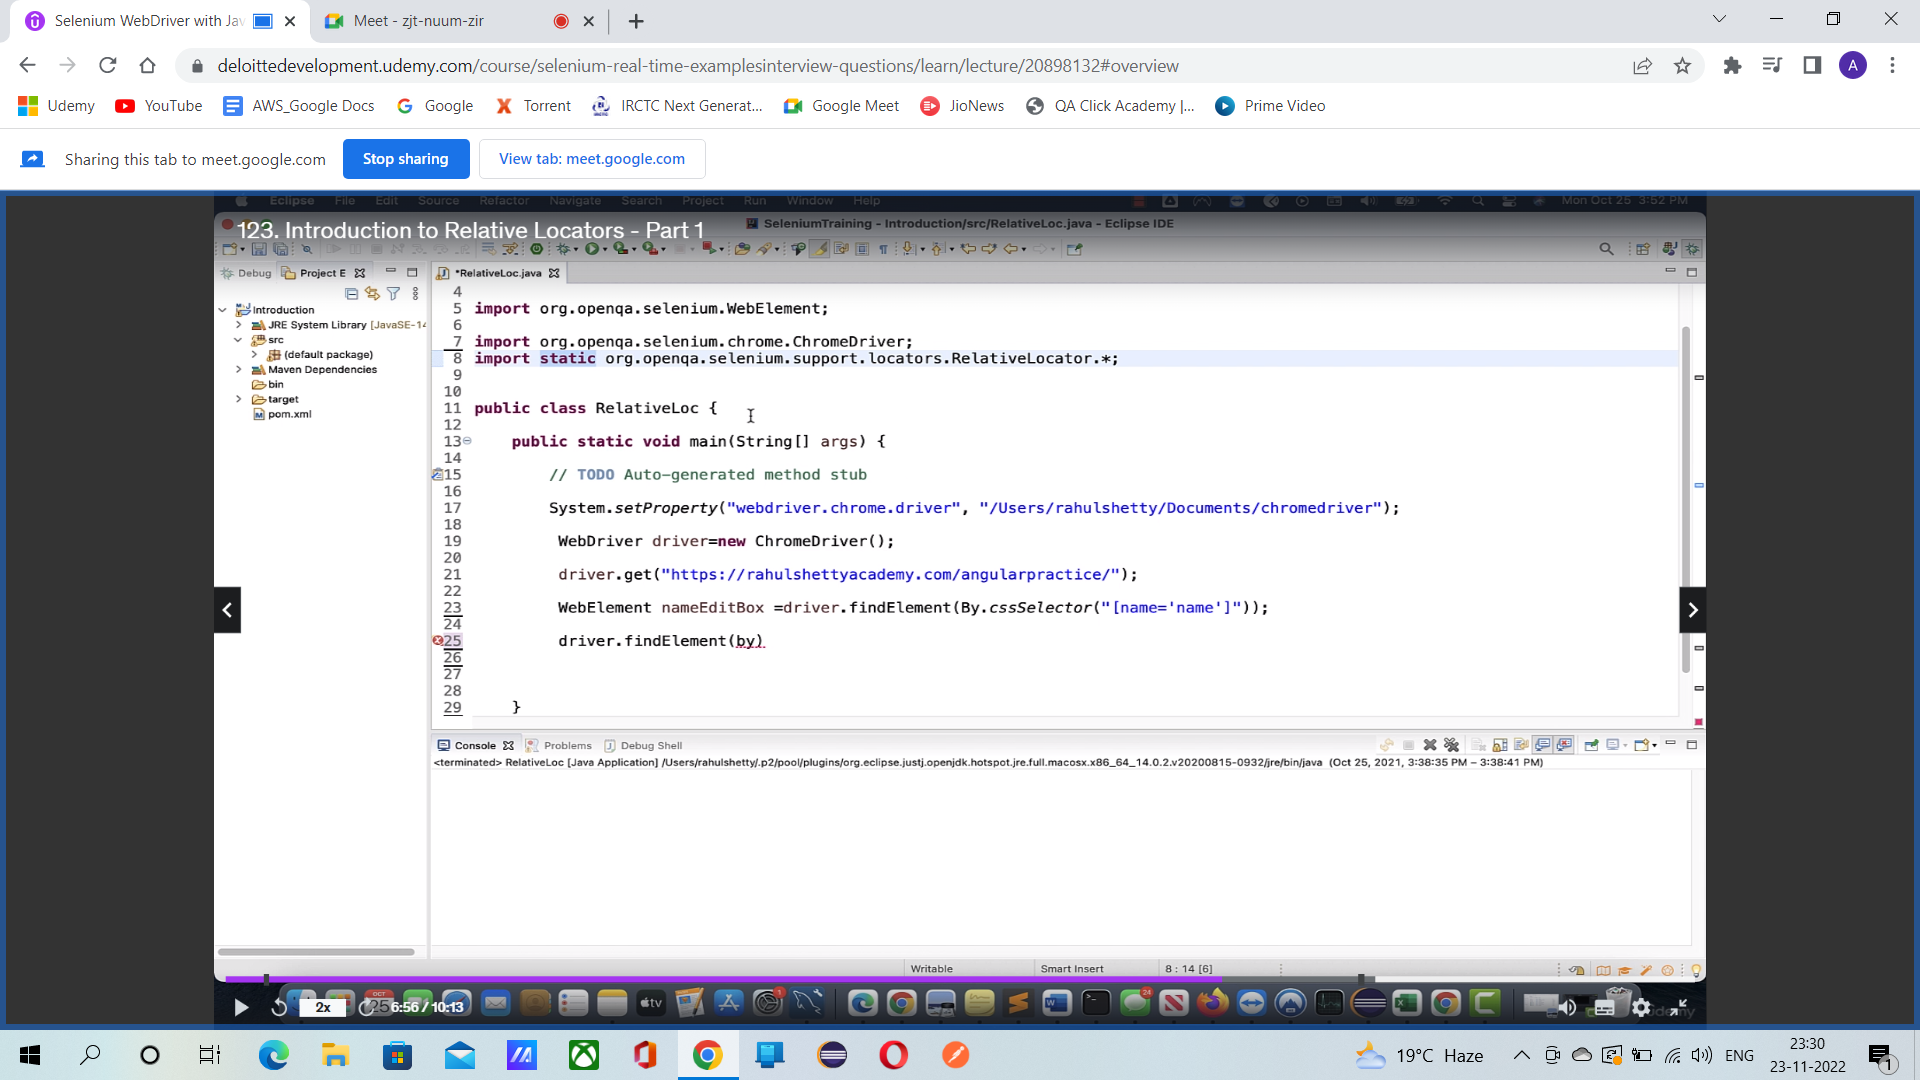 Selenium WebDriver with Jav
Meet - zjt-nuum-zir
deloittedevelopment.udemy.com/course/selenium-real-time-examplesinterview-questions/learn/lecture/20898132#overview
A
Udemy YouTube AWS_Google Docs Google Torrent IRCTC Next Generat... Google Meet JioNews QA Click Academy |... Prime Video
Sharing this tab to meet.google.com Stop sharing View tab: meet.google.com
Eclipse File Edit Source Refactor Navigate Search Project Run Window Help Mon Oct 25 3:52 PM
123. Introduction to Relative Locators - Part 1
SeleniumTraining - Introduction/src/RelativeLoc.java - Eclipse IDE
Debug Project E *RelativeLoc.java
Introduction
JRE System Library [JavaSE-14
src
(default package)
Maven Dependencies
bin
target
pom.xml
4
5 import org.openqa.selenium.WebElement;
6
7 import org.openqa.selenium.chrome.ChromeDriver;
8 import static org.openqa.selenium.support.locators.RelativeLocator.*;
9
10
11 public class RelativeLoc {
12
13 public static void main(String[] args) {
14
15 // TODO Auto-generated method stub
16
17 System.setProperty("webdriver.chrome.driver", "/Users/rahulshetty/Documents/chromedriver");
18
19 WebDriver driver=new ChromeDriver();
20
21 driver.get("https://rahulshettyacademy.com/angularpractice/");
22
23 WebElement nameEditBox =driver.findElement(By.cssSelector("[name='name']"));
24
25 driver.findElement(by)
26
27
28
29 }
Console Problems Debug Shell
<terminated> RelativeLoc [Java Application] /Users/rahulshetty/.p2/pool/plugins/org.eclipse.justj.openjdk.hotspot.jre.full.macosx.x86_64_14.0.2.v20200815-0932/jre/bin/java (Oct 25, 2021, 3:38:35 PM – 3:38:41 PM)
Writable Smart Insert 8 : 14 [6]
2x 6:56 / 10:13
OCT
25
tv
19°C Haze
ENG
23:30
23-11-2022
1